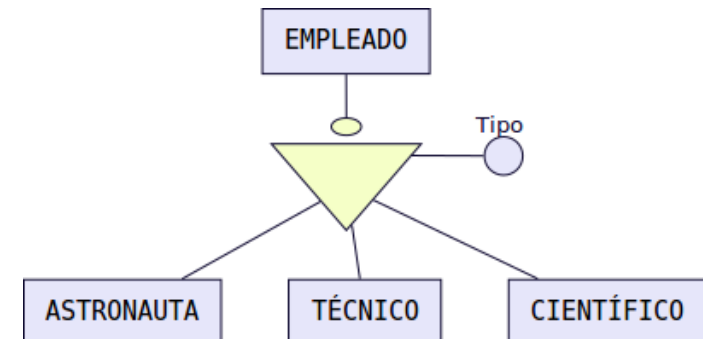 EMPLEADO
Tipo
ASTRONAUTA
TÉCNICO
CIENTÍFICO